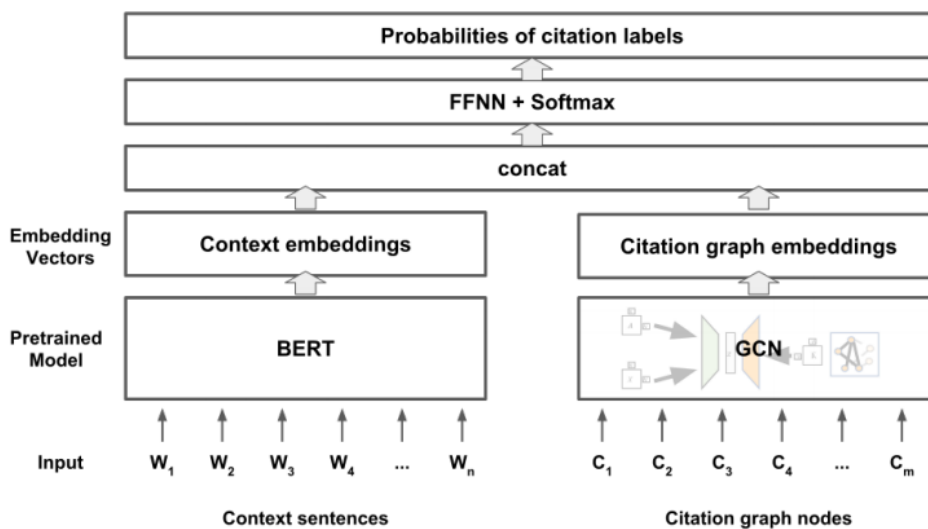 Probabilities of citation labels
FFNN + Softmax
concat
Embedding
Vectors
Context embeddings
Citation graph embeddings
Pretrained
Model
BERT
GCN
Input
W1 W2 W3 W4 ... Wn
C1 C2 C3 C4 ... Cm
Context sentences
Citation graph nodes